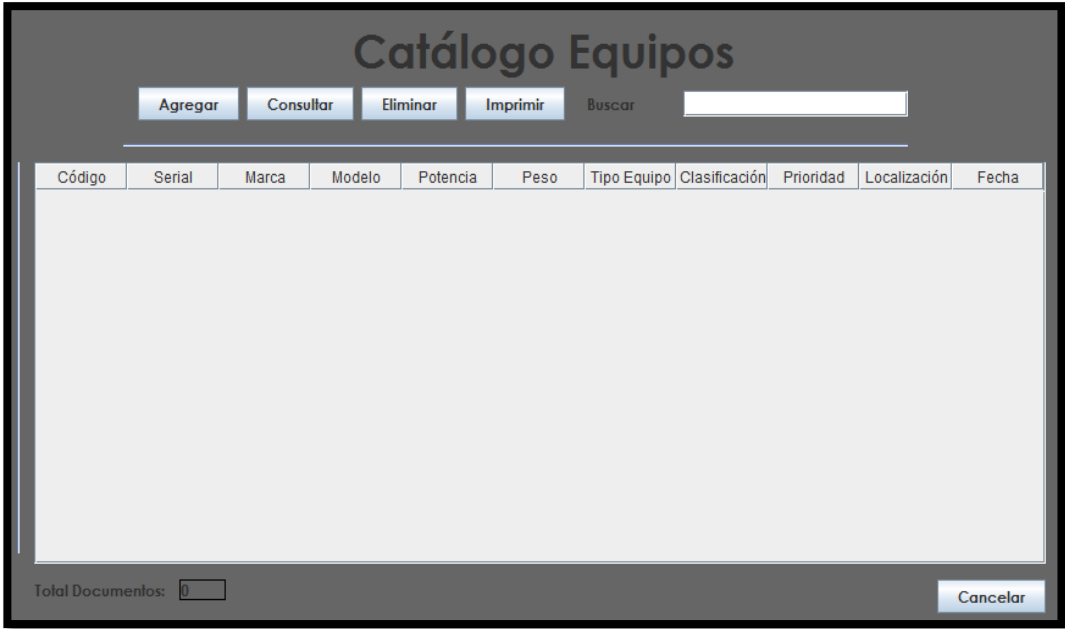 Catálogo Equipos
Agregar Consultar Eliminar Imprimir Buscar
Código Serial Marca Modelo Potencia Peso Tipo Equipo Clasificación Prioridad Localización Fecha
Total Documentos: 0
Cancelar